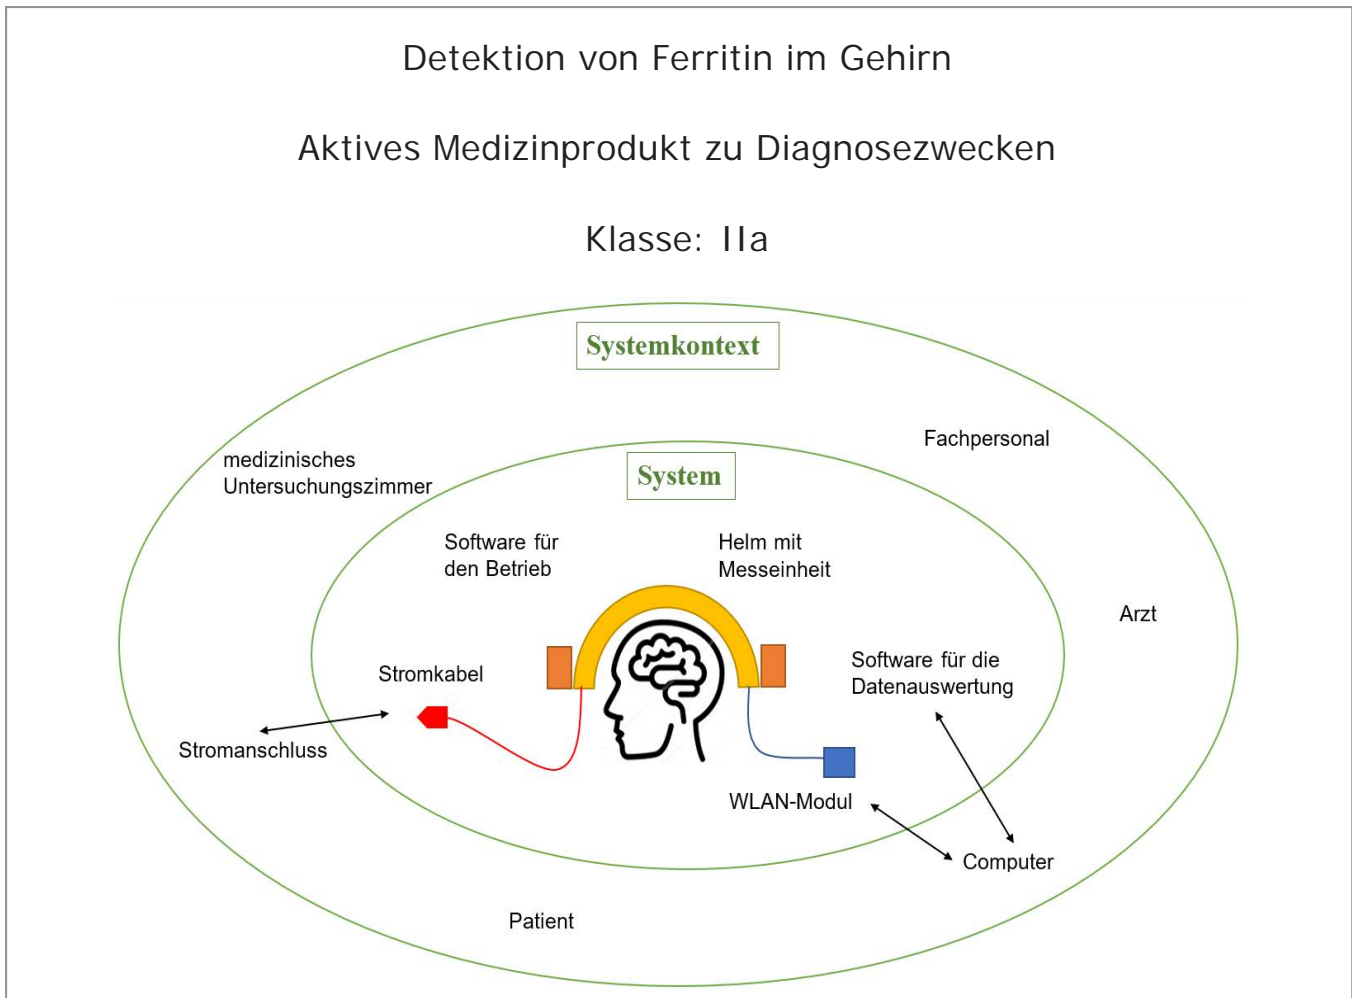 Detektion von Ferritin im Gehirn
Aktives Medizinprodukt zu Diagnosezwecken
Klasse: IIa
Systemkontext
Fachpersonal
medizinisches
Untersuchungszimmer
System
Software für
den Betrieb
Helm mit
Messeinheit
Arzt
Stromkabel
Software für die
Datenauswertung
Stromanschluss
WLAN-Modul
Computer
Patient